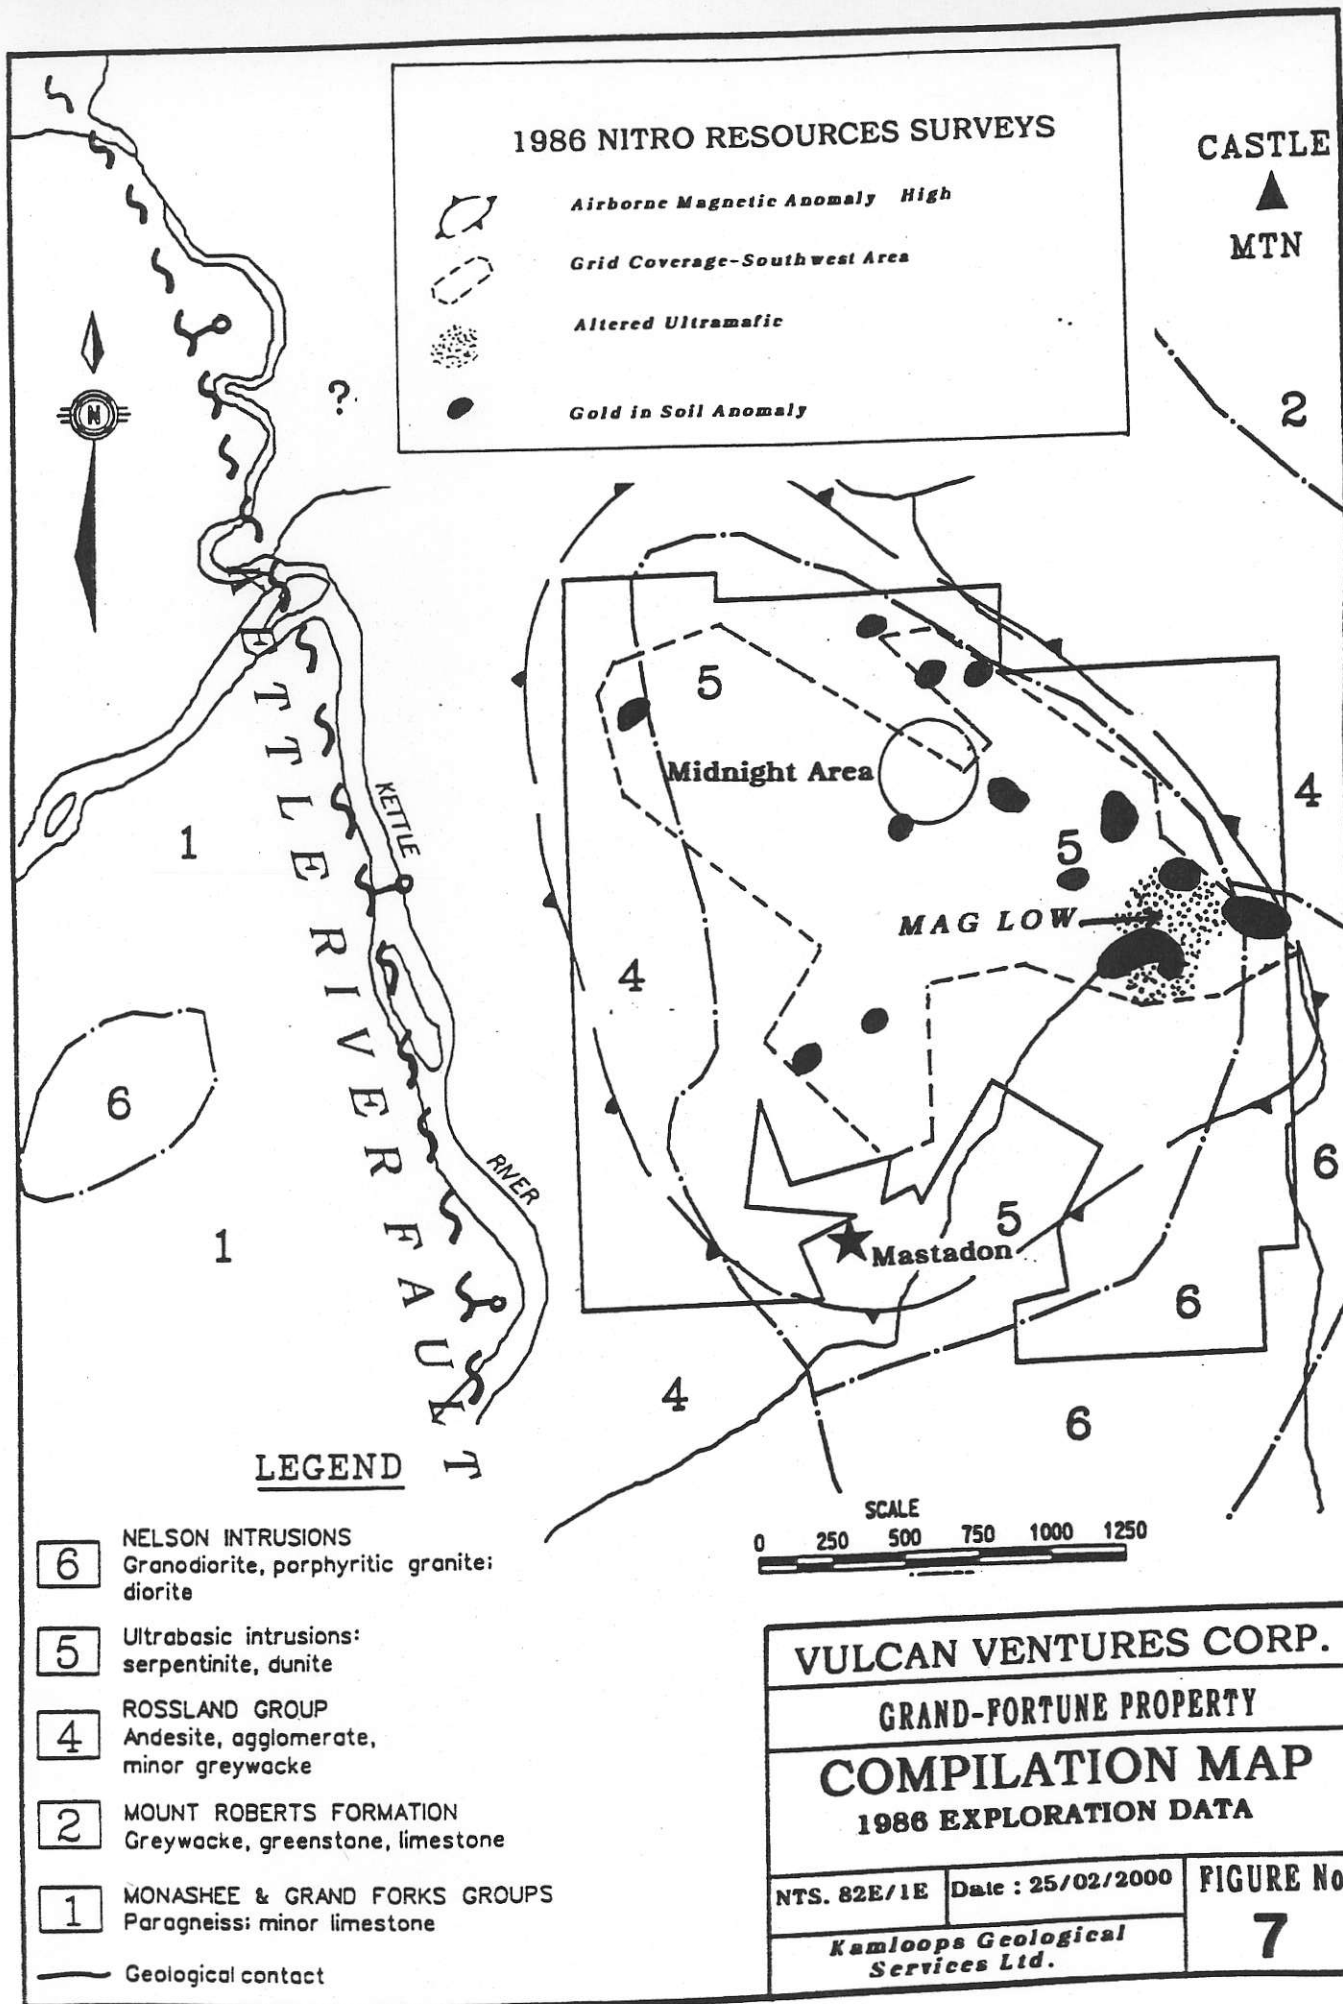 1986 NITRO RESOURCES SURVEYS
Airborne Magnetic Anomaly High
Grid Coverage-Southwest Area
Altered Ultramafic
Gold in Soil Anomaly
CASTLE
MTN
N
?
2
5
Midnight Area
4
5
MAG LOW
4
1
KETTLE
6
RIVER
1
6
5
Mastadon
6
4
6
TTLE RIVER FAULT
LEGEND
6
NELSON INTRUSIONS
Granodiorite, porphyritic granite;
diorite
5
Ultrabasic intrusions:
serpentinite, dunite
4
ROSSLAND GROUP
Andesite, agglomerate,
minor greywacke
2
MOUNT ROBERTS FORMATION
Greywacke, greenstone, limestone
1
MONASHEE & GRAND FORKS GROUPS
Paragneiss; minor limestone
Geological contact
SCALE
0 250 500 750 1000 1250
VULCAN VENTURES CORP.
GRAND-FORTUNE PROPERTY
COMPILATION MAP
1986 EXPLORATION DATA
NTS. 82E/1E
Date : 25/02/2000
FIGURE No
7
Kamloops Geological
Services Ltd.